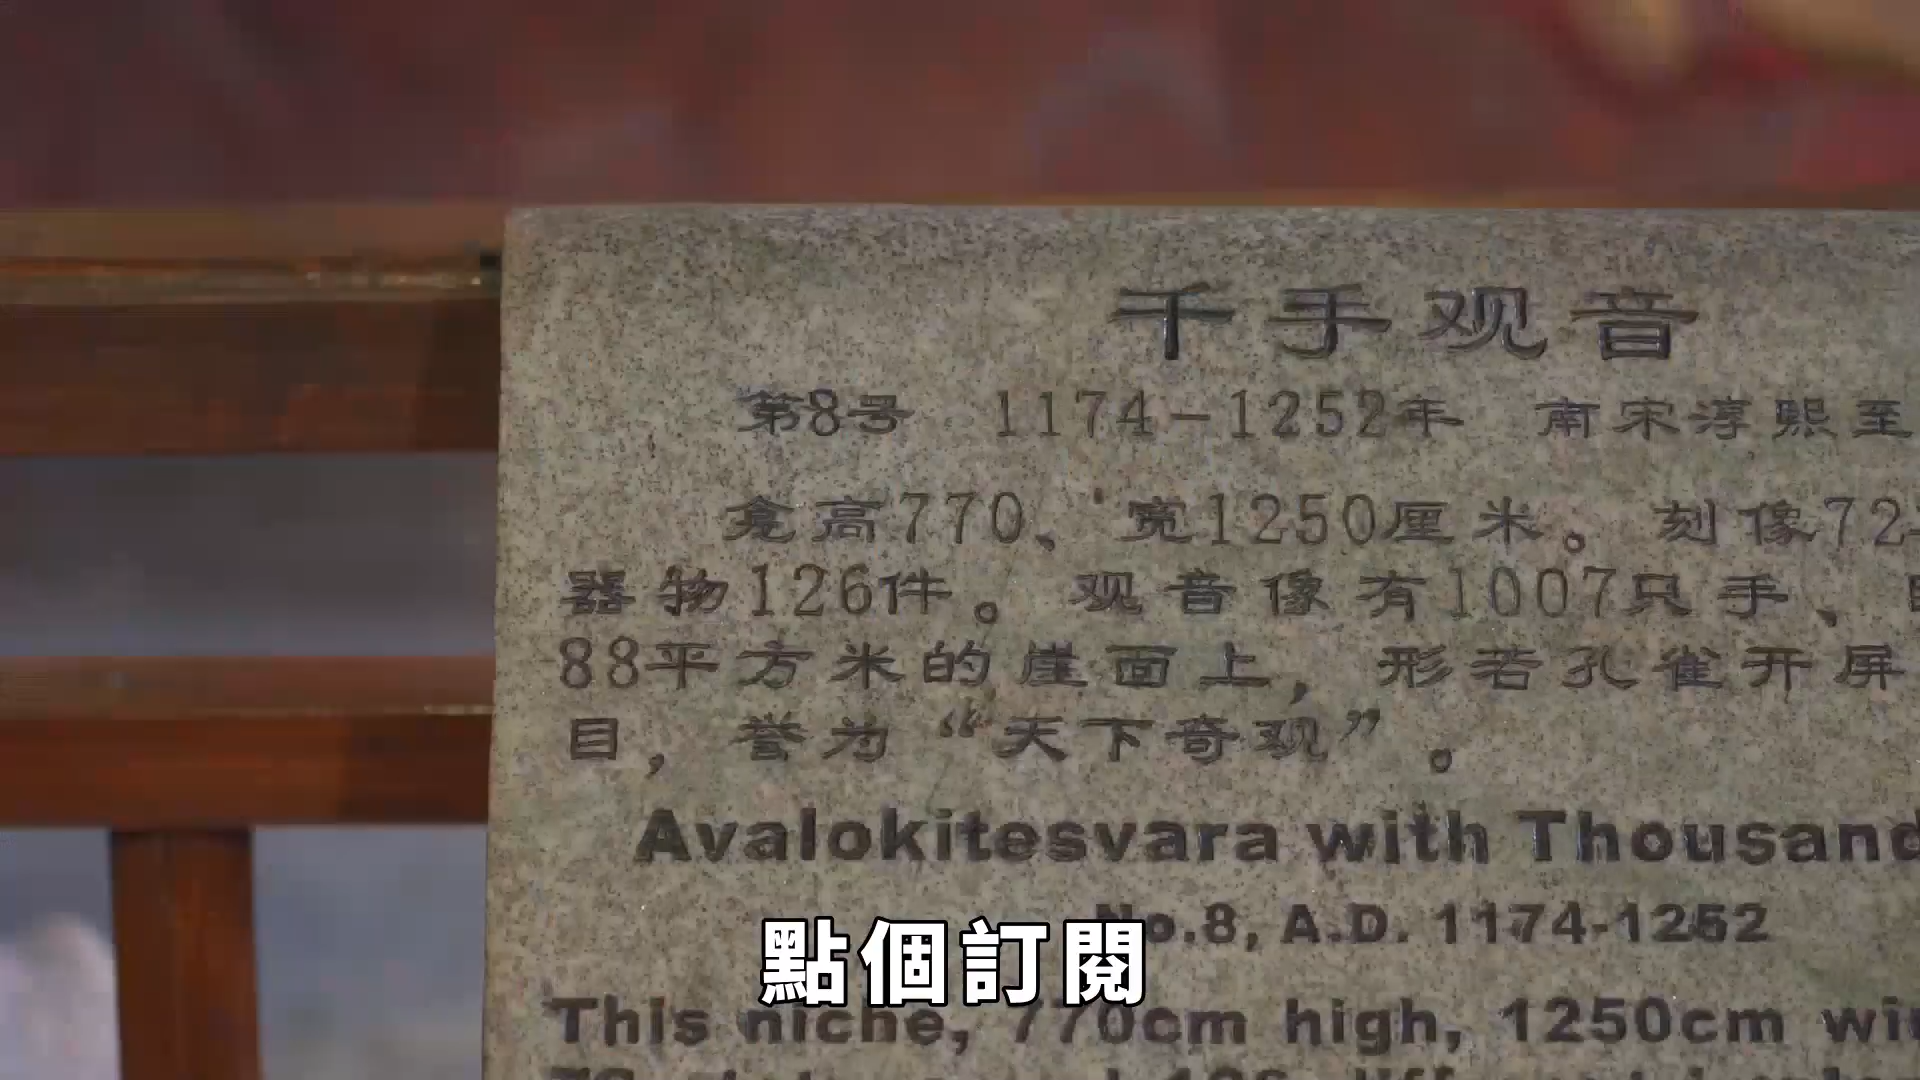 千手观音
第8号 1174-1252年 南宋淳熙至
龛高770、宽1250厘米。刻像72
器物126件。观音像有1007只手、
88平方米的崖面上，形若孔雀开屏
目，誉为“天下奇观”。
Avalokitesvara with Thousand
No.8, A.D. 1174-1252
點個訂閱
This niche, 770cm high, 1250cm